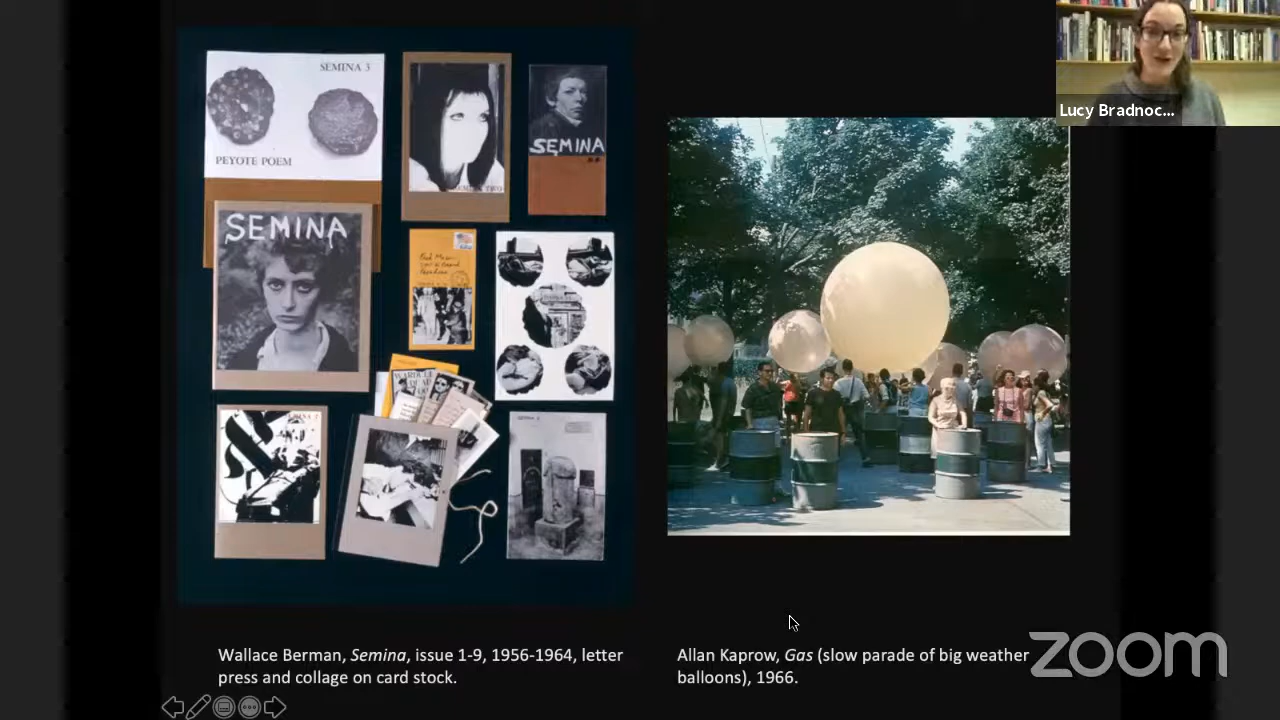 SEMINA 3
PEYOTE POEM
SEMINA
SEMINA
Lucy Bradnoc...
Wallace Berman, Semina, issue 1-9, 1956-1964, letter
press and collage on card stock.
Allan Kaprow, Gas (slow parade of big weather
balloons), 1966.
zoom